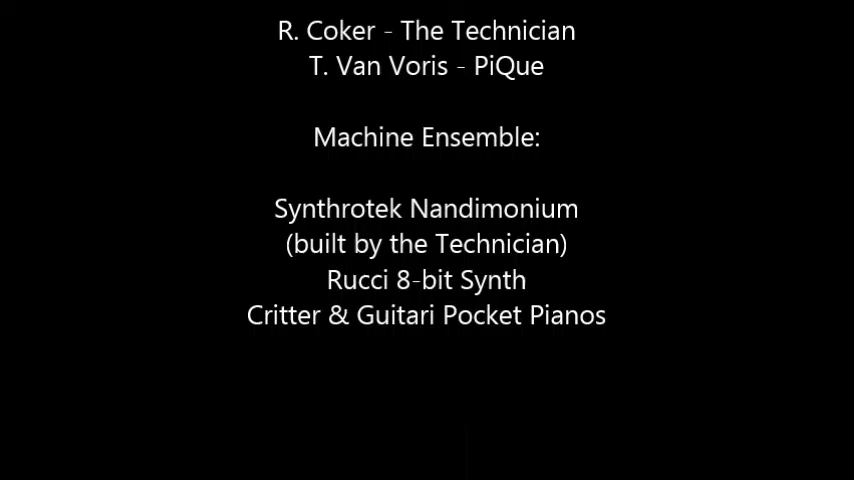 R. Coker - The Technician
T. Van Voris - PiQue
Machine Ensemble:
Synthrotek Nandimonium
(built by the Technician)
Rucci 8-bit Synth
Critter & Guitari Pocket Pianos